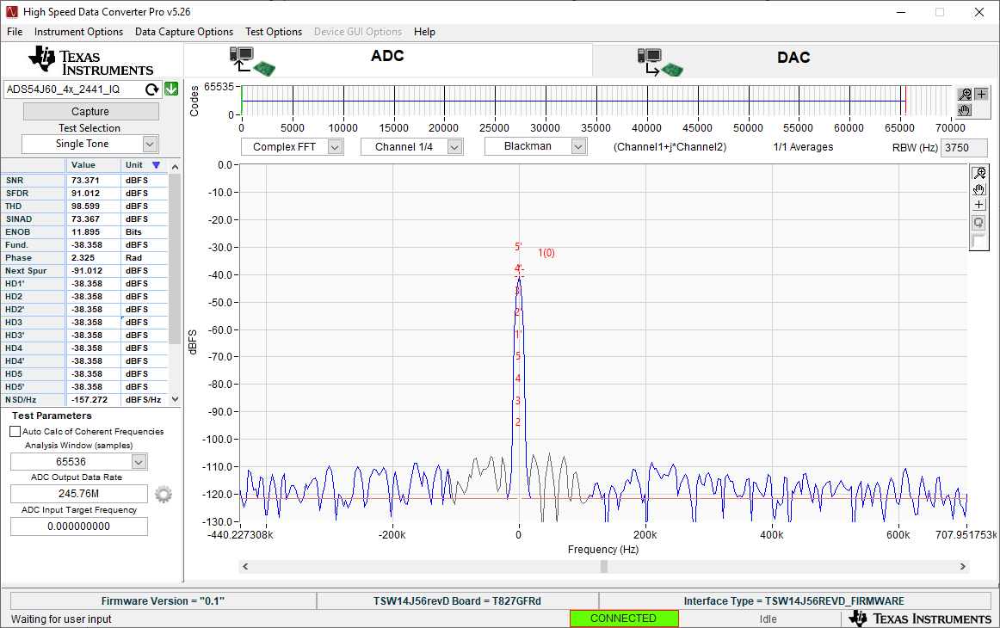 High Speed Data Converter Pro v5.26
File Instrument Options Data Capture Options Test Options Device GUI Options Help
TEXAS INSTRUMENTS
ADC
DAC
ADS54J60_4x_2441_IQ
Capture
Test Selection
Single Tone
Codes
65535
0
0 5000 10000 15000 20000 25000 30000 35000 40000 45000 50000 55000 60000 65000 70000
Complex FFT
Channel 1/4
Blackman
(Channel1+j*Channel2)
1/1 Averages
RBW (Hz) 3750
Value Unit
SNR 73.371 dBFS
SFDR 91.012 dBFS
THD 98.599 dBFS
SINAD 73.367 dBFS
ENOB 11.895 Bits
Fund. -38.358 dBFS
Phase 2.325 Rad
Next Spur -91.012 dBFS
HD1' -38.358 dBFS
HD2 -38.358 dBFS
HD2' -38.358 dBFS
HD3 -38.358 dBFS
HD3' -38.358 dBFS
HD4 -38.358 dBFS
HD4' -38.358 dBFS
HD5 -38.358 dBFS
HD5' -38.358 dBFS
NSD/Hz -157.272 dBFS/Hz
Test Parameters
Auto Calc of Coherent Frequencies
Analysis Window (samples)
65536
ADC Output Data Rate
245.76M
ADC Input Target Frequency
0.000000000
dBFS
0.0
-10.0
-20.0
-30.0
-40.0
-50.0
-60.0
-70.0
-80.0
-90.0
-100.0
-110.0
-120.0
-130.0
5'
1(0)
4'
1'
5
4
3
2
-440.227308k -200k 0 200k 400k 600k 707.951753k
Frequency (Hz)
Firmware Version = "0.1"
TSW14J56revD Board = T827GFRd
Interface Type = TSW14J56REVD_FIRMWARE
Waiting for user input
CONNECTED
Idle
TEXAS INSTRUMENTS